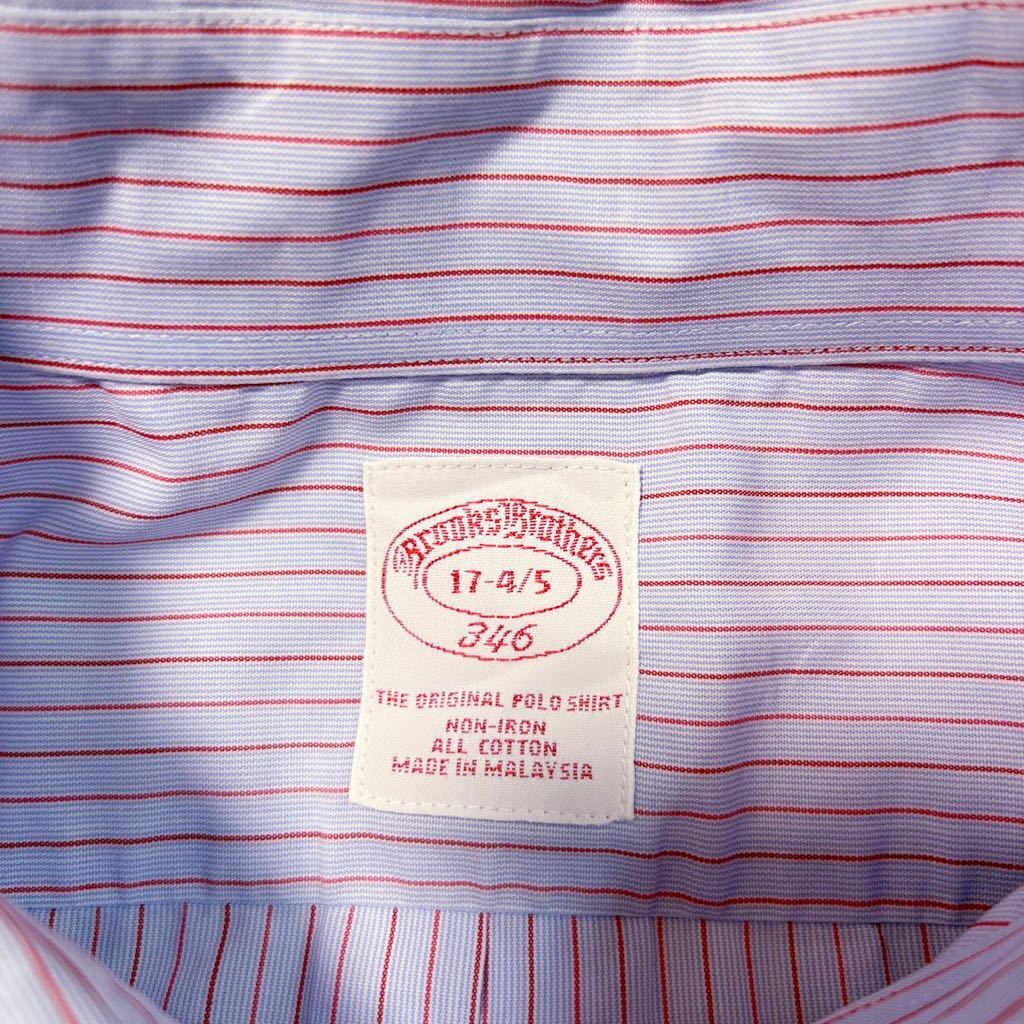 Brooks Brothers
17-4/5
346
THE ORIGINAL POLO SHIRT
NON-IRON
ALL COTTON
MADE IN MALAYSIA